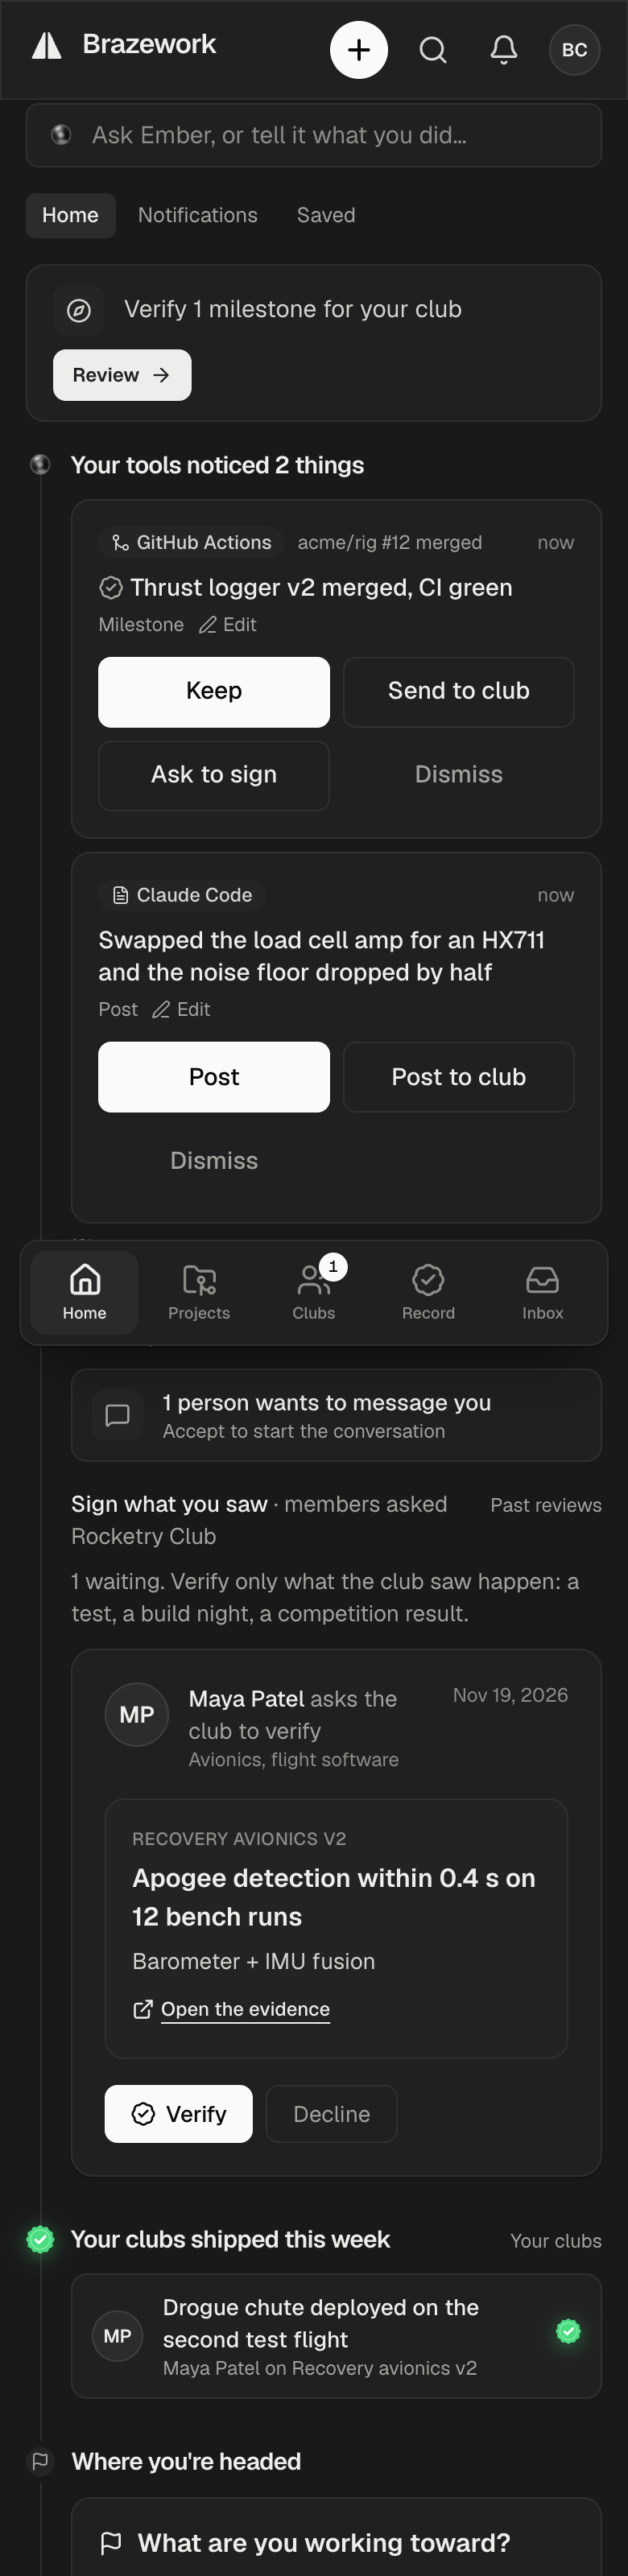 Brazework
BC
Ask Ember, or tell it what you did...
Home
Notifications
Saved
Verify 1 milestone for your club
Review
Your tools noticed 2 things
GitHub Actions
acme/rig #12 merged
now
Thrust logger v2 merged, CI green
Milestone
Edit
Keep
Send to club
Ask to sign
Dismiss
Claude Code
now
Swapped the load cell amp for an HX711
and the noise floor dropped by half
Post
Edit
Post
Post to club
Dismiss
1
Home
Projects
Clubs
Record
Inbox
1 person wants to message you
Accept to start the conversation
Sign what you saw · members asked
Past reviews
Rocketry Club
1 waiting. Verify only what the club saw happen: a
test, a build night, a competition result.
MP
Maya Patel asks the
Nov 19, 2026
club to verify
Avionics, flight software
RECOVERY AVIONICS V2
Apogee detection within 0.4 s on
12 bench runs
Barometer + IMU fusion
Open the evidence
Verify
Decline
Your clubs shipped this week
Your clubs
MP
Drogue chute deployed on the
second test flight
Maya Patel on Recovery avionics v2
Where you're headed
What are you working toward?